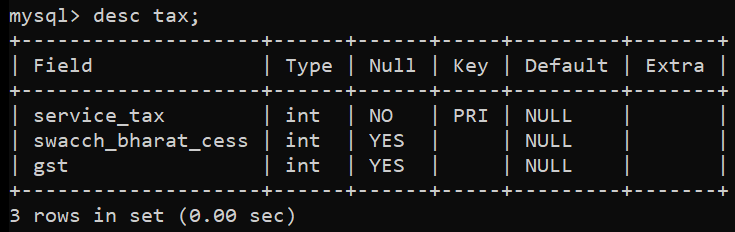 mysql> desc tax;
+--------------------+------+------+-----+---------+-------+
| Field              | Type | Null | Key | Default | Extra |
+--------------------+------+------+-----+---------+-------+
| service_tax        | int  | NO   | PRI | NULL    |       |
| swacch_bharat_cess | int  | YES  |     | NULL    |       |
| gst                | int  | YES  |     | NULL    |       |
+--------------------+------+------+-----+---------+-------+
3 rows in set (0.00 sec)